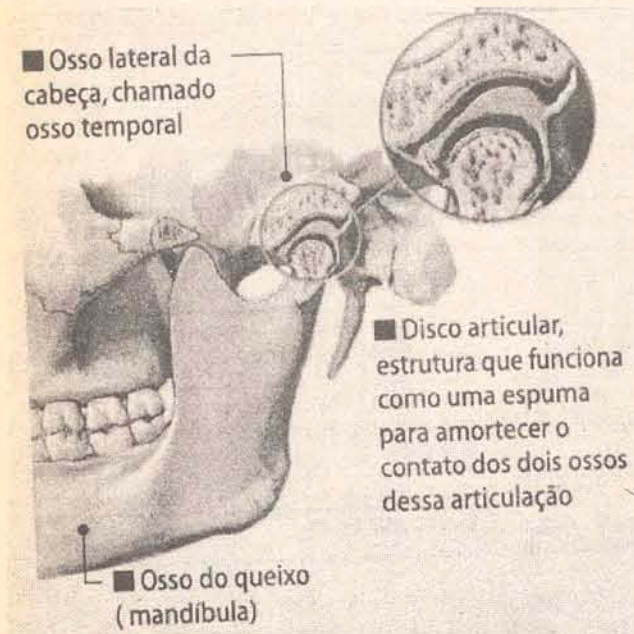 ■ Osso lateral da
cabeça, chamado
osso temporal
■ Disco articular,
estrutura que funciona
como uma espuma
para amortecer o
contato dos dois ossos
dessa articulação
■ Osso do queixo
( mandíbula)